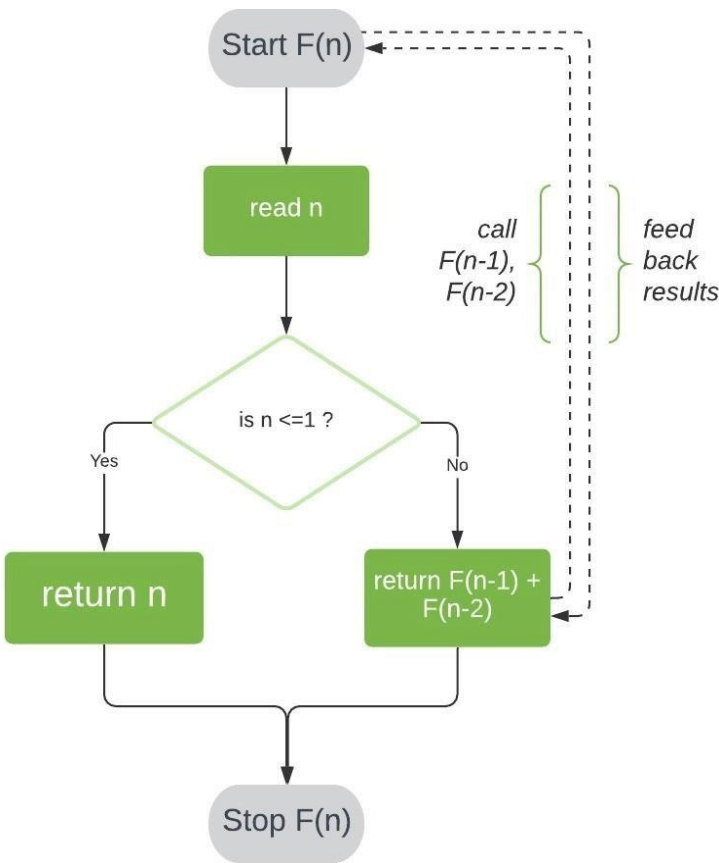 Start F(n)
read n
call
F(n-1),
F(n-2)
feed
back
results
is n <=1 ?
Yes
No
return n
return F(n-1) +
F(n-2)
Stop F(n)